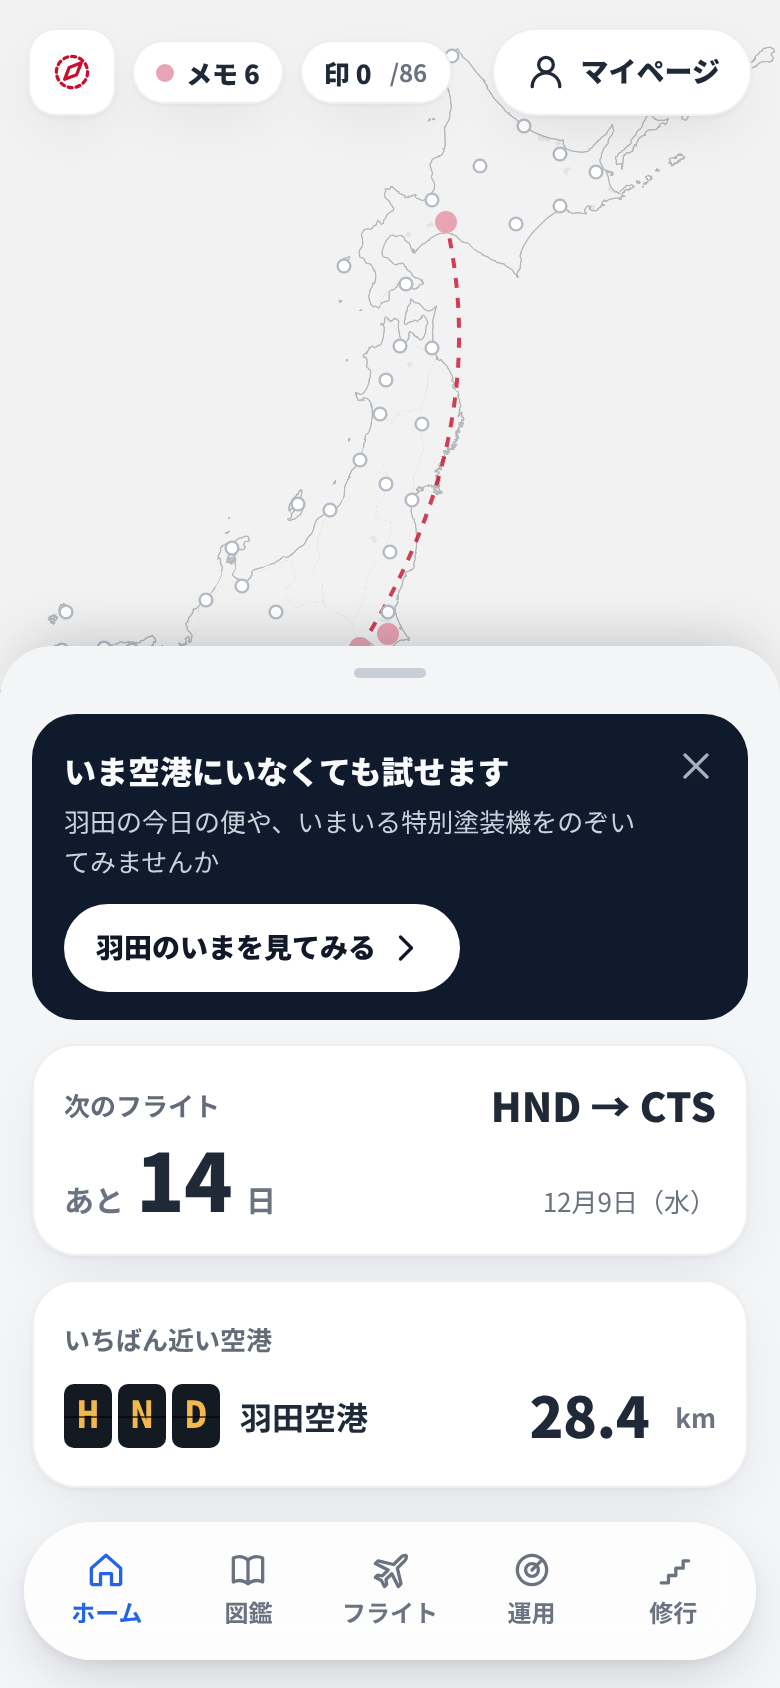 メモ 6
印 0 /86
マイページ
いま空港にいなくても試せます
羽田の今日の便や、いまいる特別塗装機をのぞい
てみませんか
羽田のいまを見てみる
次のフライト
HND → CTS
あと 14 日
12月9日（水）
いちばん近い空港
HND 羽田空港
28.4 km
ホーム
図鑑
フライト
運用
修行